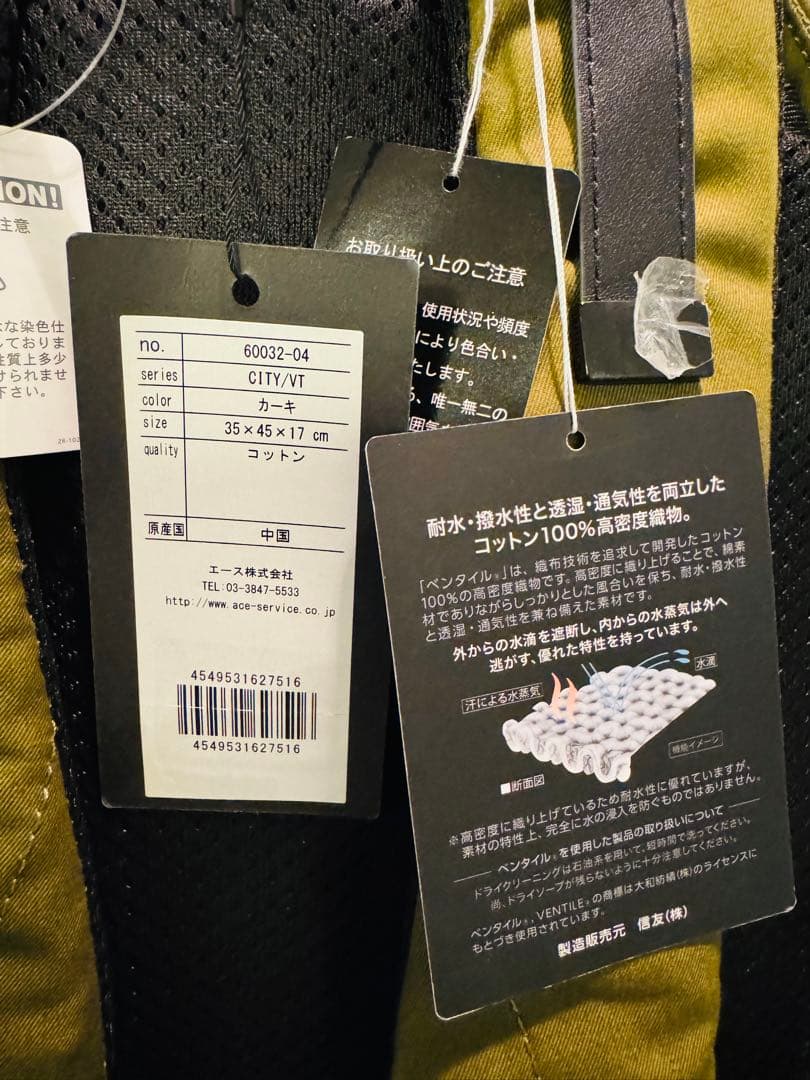 ION!
注意
な染色仕
しておりま
性質上多少
けられませ
下さい。
お取り扱い上のご注意
使用状況や頻度
により色合い・
たします。
る、唯一無二の
no. 60032-04
series CITY/VT
color カーキ
size 35×45×17 cm
quality コットン
原産国 中国
エース株式会社
TEL:03-3847-5533
http://www.ace-service.co.jp
4549531627516
4549531627516
耐水・撥水性と透湿・通気性を両立した
コットン100%高密度織物。
「ベンタイル®」は、織布技術を追求して開発したコットン
100%の高密度織物です。高密度に織り上げることで、綿素
材でありながらしっかりとした風合いを保ち、耐水・撥水性
と透湿・通気性を兼ね備えた素材です。
外からの水滴を遮断し、内からの水蒸気は外へ
逃がす、優れた特性を持っています。
汗による水蒸気
水滴
機能イメージ
■断面図
※高密度に織り上げているため耐水性に優れていますが、
素材の特性上、完全に水の浸入を防ぐものではありません。
ベンタイル®を使用した製品の取り扱いについて
ドライクリーニングは石油系を用いて、短時間で洗ってください。
尚、ドライソープが残らないように十分注意してください。
ベンタイル®、VENTILE®の商標は大和紡績(株)のライセンスに
もとづき使用されています。
製造販売元 信友(株)